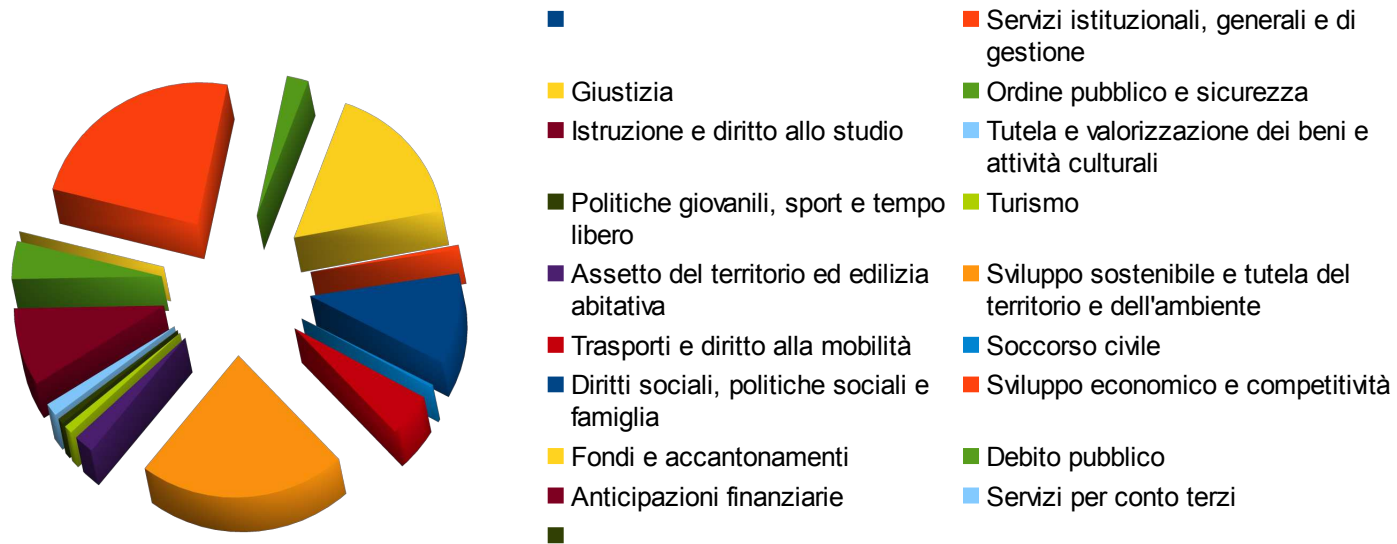 Servizi istituzionali, generali e di
gestione
Giustizia
Ordine pubblico e sicurezza
Istruzione e diritto allo studio
Tutela e valorizzazione dei beni e
attività culturali
Politiche giovanili, sport e tempo
libero
Turismo
Assetto del territorio ed edilizia
abitativa
Sviluppo sostenibile e tutela del
territorio e dell'ambiente
Trasporti e diritto alla mobilità
Soccorso civile
Diritti sociali, politiche sociali e
famiglia
Sviluppo economico e competitività
Fondi e accantonamenti
Debito pubblico
Anticipazioni finanziarie
Servizi per conto terzi